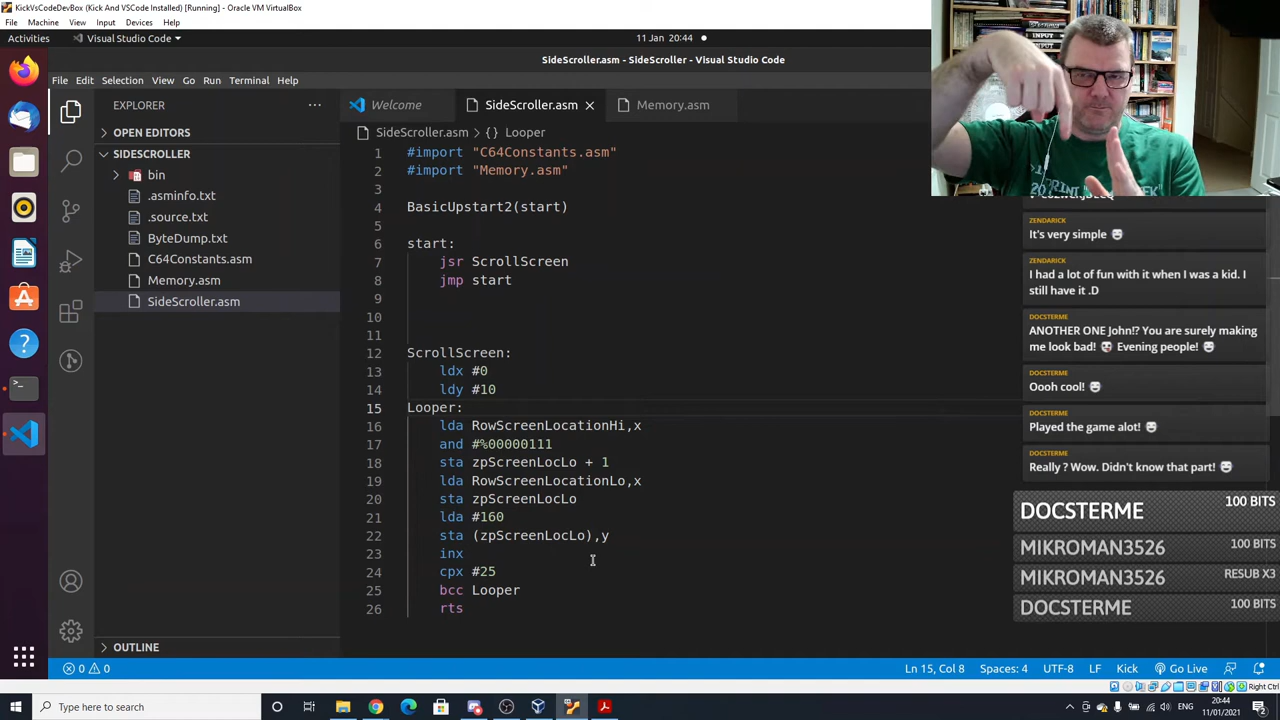 KickVsCodeDevBox (Kick And VSCode Installed) [Running] - Oracle VM VirtualBox
File Machine View Input Devices Help
Activities Visual Studio Code 11 Jan 20:44
SideScroller.asm - SideScroller - Visual Studio Code
File Edit Selection View Go Run Terminal Help
EXPLORER
OPEN EDITORS
SIDESCROLLER
bin
.asminfo.txt
.source.txt
ByteDump.txt
C64Constants.asm
Memory.asm
SideScroller.asm
OUTLINE
Welcome SideScroller.asm Memory.asm
SideScroller.asm > {} Looper
1 #import "C64Constants.asm"
2 #import "Memory.asm"
3
4 BasicUpstart2(start)
5
6 start:
7 jsr ScrollScreen
8 jmp start
9
10
11
12 ScrollScreen:
13 ldx #0
14 ldy #10
15 Looper:
16 lda RowScreenLocationHi,x
17 and #%00000111
18 sta zpScreenLocLo + 1
19 lda RowScreenLocationLo,x
20 sta zpScreenLocLo
21 lda #160
22 sta (zpScreenLocLo),y
23 inx
24 cpx #25
25 bcc Looper
26 rts
INPUT
ZENDARICK
It's very simple
ZENDARICK
I had a lot of fun with it when I was a kid. I
still have it .D
DOCSTERME
ANOTHER ONE John!? You are surely making
me look bad! Evening people!
DOCSTERME
Oooh cool!
DOCSTERME
Played the game alot!
DOCSTERME
Really ? Wow. Didn't know that part!
DOCSTERME 100 BITS
MIKROMAN3526 100 BITS
MIKROMAN3526 RESUB X3
DOCSTERME 100 BITS
0 0 Ln 15, Col 8 Spaces: 4 UTF-8 LF Kick Go Live
Right Ctrl
Type here to search
20:44
11/01/2021